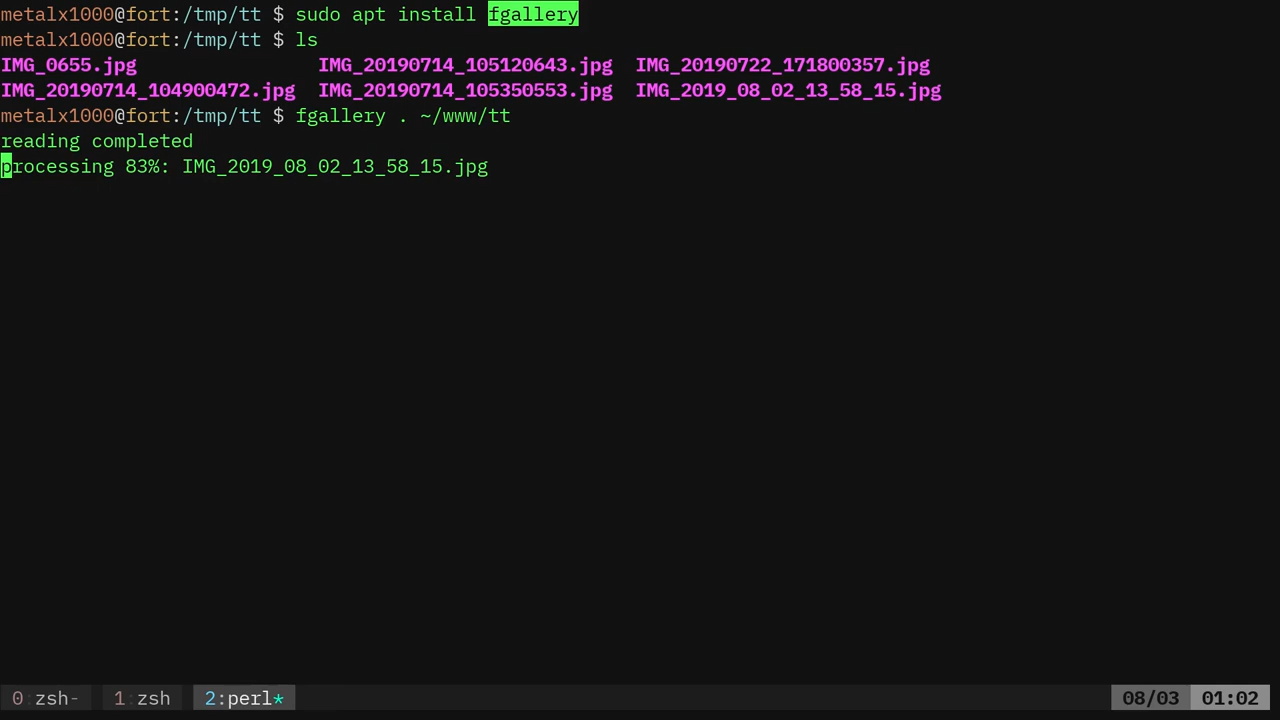 metalx1000@fort:/tmp/tt $ sudo apt install fgallery
metalx1000@fort:/tmp/tt $ ls
IMG_0655.jpg                IMG_20190714_105120643.jpg  IMG_20190722_171800357.jpg
IMG_20190714_104900472.jpg  IMG_20190714_105350553.jpg  IMG_2019_08_02_13_58_15.jpg
metalx1000@fort:/tmp/tt $ fgallery . ~/www/tt
reading completed
processing 83%: IMG_2019_08_02_13_58_15.jpg
0 zsh- 1 zsh 2:perl* 08/03 01:02